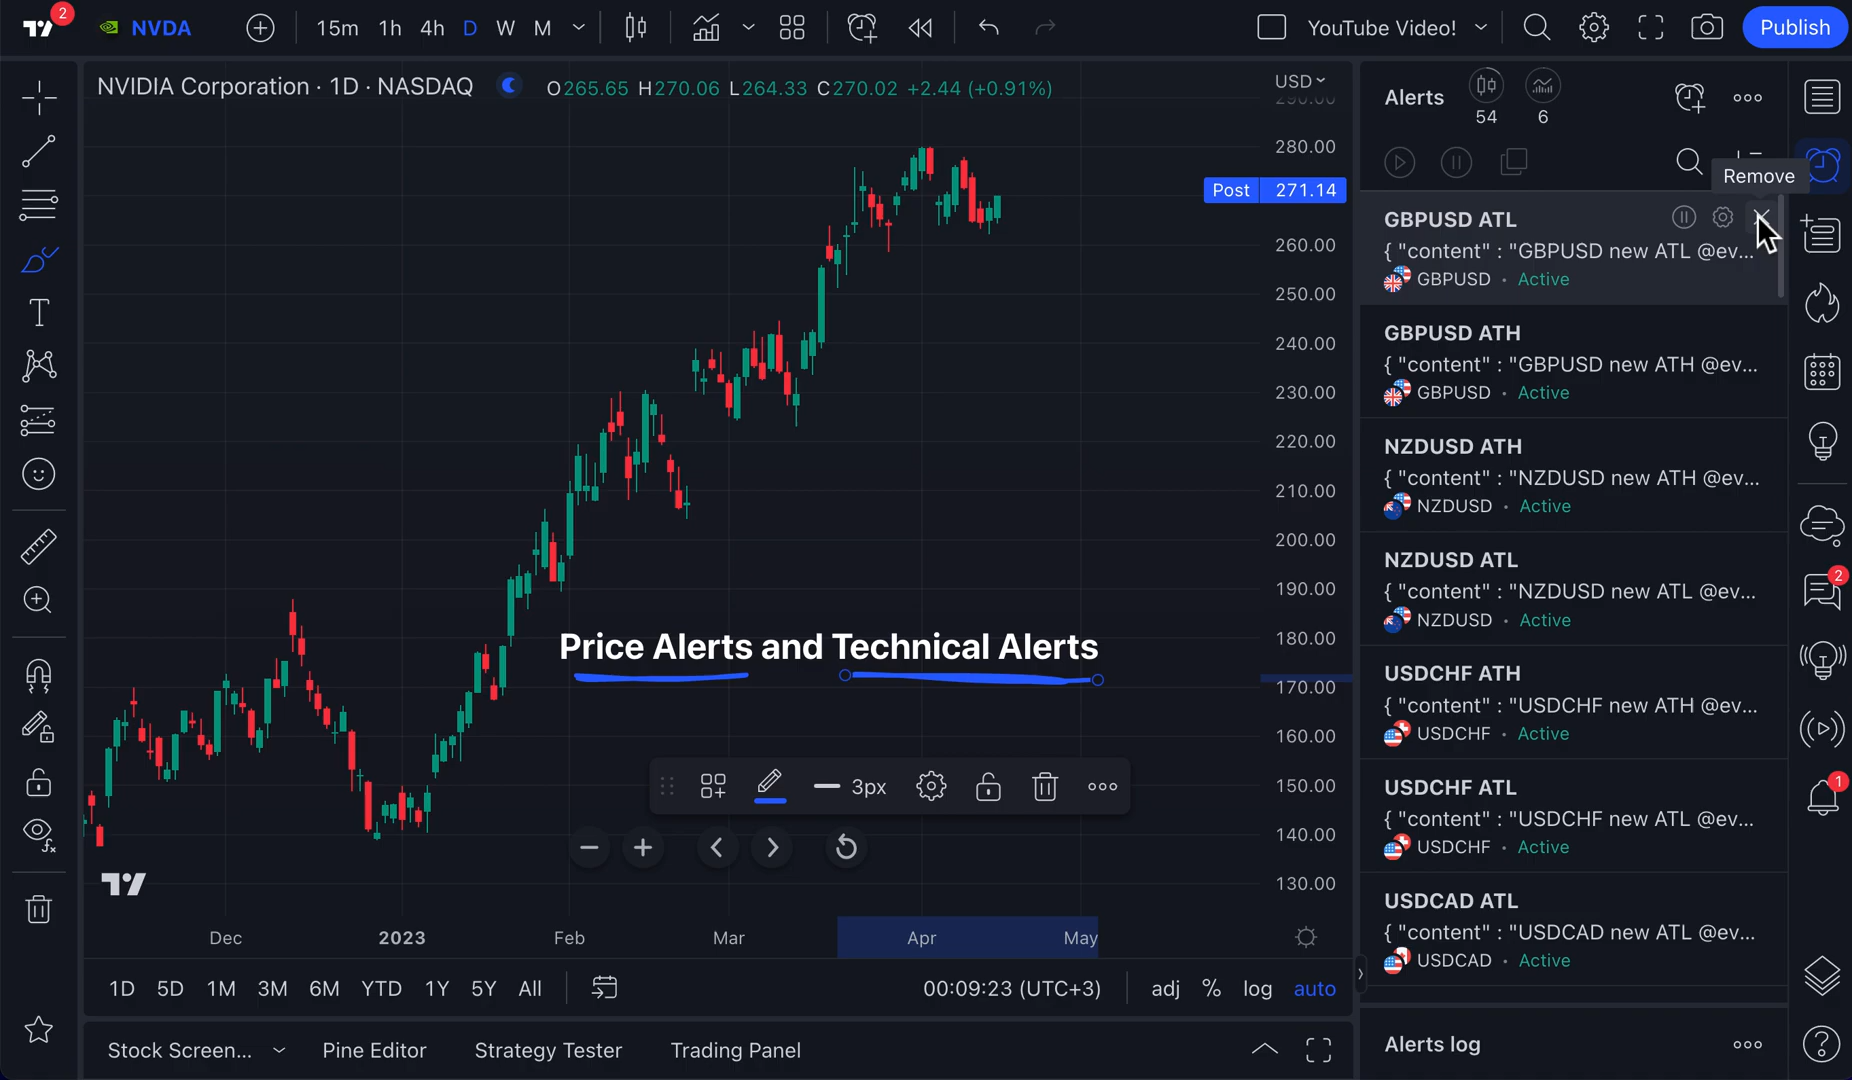 2
NVDA
15m 1h 4h D W M
YouTube Video!
Publish
NVIDIA Corporation · 1D · NASDAQ
O265.65 H270.06 L264.33 C270.02 +2.44 (+0.91%)
USD
290.00
280.00
Post 271.14
260.00
250.00
240.00
230.00
220.00
210.00
200.00
190.00
180.00
170.00
160.00
150.00
140.00
130.00
Price Alerts and Technical Alerts
3px
Dec 2023 Feb Mar Apr May
1D 5D 1M 3M 6M YTD 1Y 5Y All
00:09:23 (UTC+3)
adj % log auto
Stock Screen... Pine Editor Strategy Tester Trading Panel
Alerts
54
6
Remove
GBPUSD ATL
{ "content" : "GBPUSD new ATL @ev...
GBPUSD · Active
GBPUSD ATH
{ "content" : "GBPUSD new ATH @ev...
GBPUSD · Active
NZDUSD ATH
{ "content" : "NZDUSD new ATH @ev...
NZDUSD · Active
NZDUSD ATL
{ "content" : "NZDUSD new ATL @ev...
NZDUSD · Active
USDCHF ATH
{ "content" : "USDCHF new ATH @ev...
USDCHF · Active
USDCHF ATL
{ "content" : "USDCHF new ATL @ev...
USDCHF · Active
USDCAD ATL
{ "content" : "USDCAD new ATL @ev...
USDCAD · Active
Alerts log
2
1